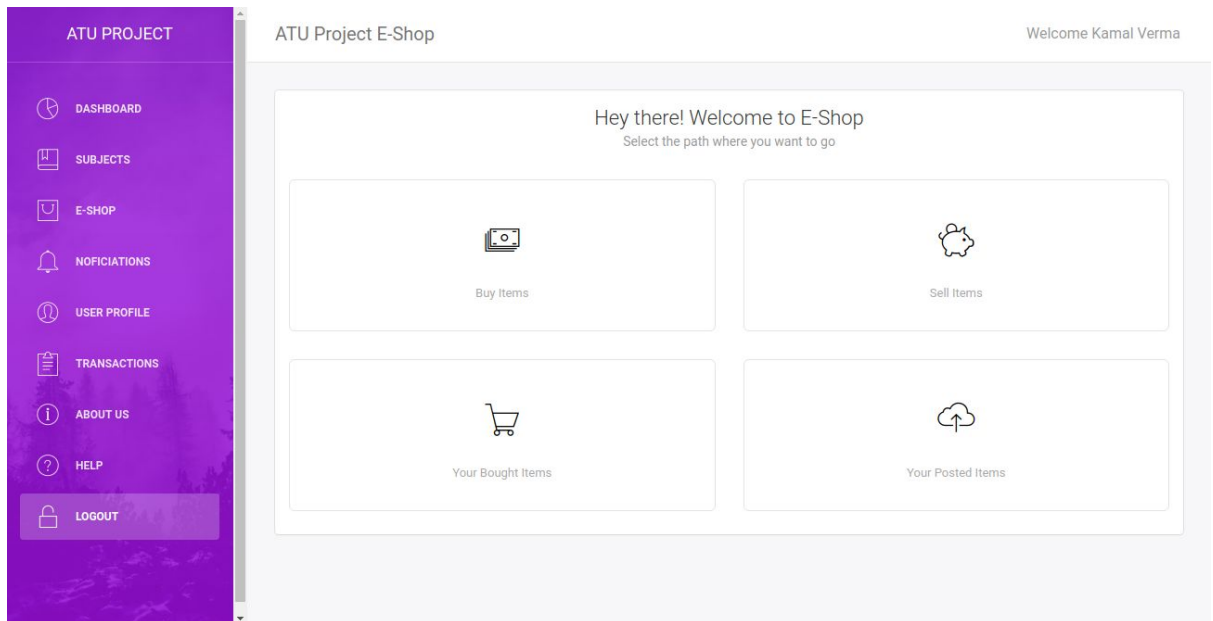 ATU PROJECT
DASHBOARD
SUBJECTS
E-SHOP
NOFICIATIONS
USER PROFILE
TRANSACTIONS
ABOUT US
HELP
LOGOUT
ATU Project E-Shop
Welcome Kamal Verma
Hey there! Welcome to E-Shop
Select the path where you want to go
Buy Items
Sell Items
Your Bought Items
Your Posted Items